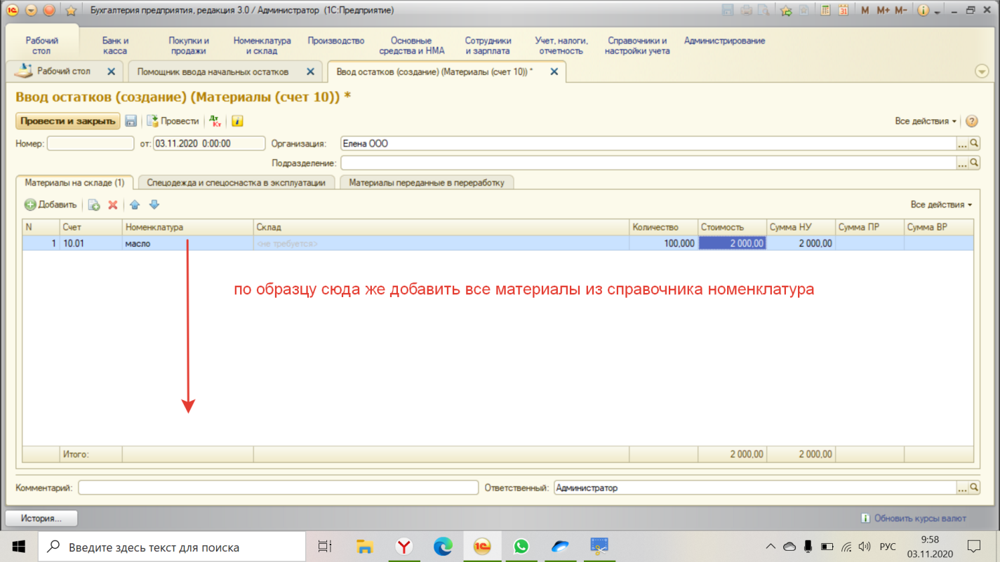 Бухгалтерия предприятия, редакция 3.0 / Администратор (1С:Предприятие)
M M+ M-
Рабочий стол
Банк и касса
Покупки и продажи
Номенклатура и склад
Производство
Основные средства и НМА
Сотрудники и зарплата
Учет, налоги, отчетность
Справочники и настройки учета
Администрирование
Рабочий стол
Помощник ввода начальных остатков
Ввод остатков (создание) (Материалы (счет 10)) *
Ввод остатков (создание) (Материалы (счет 10)) *
Провести и закрыть
Провести
Дт Кт
Все действия
Номер:
от: 03.11.2020 0:00:00
Организация: Елена ООО
Подразделение:
Материалы на складе (1)
Спецодежда и спецоснастка в эксплуатации
Материалы переданные в переработку
Добавить
Все действия
N Счет Номенклатура Склад Количество Стоимость Сумма НУ Сумма ПР Сумма ВР
1 10.01 масло <не требуется> 100,000 2 000,00 2 000,00
по образцу сюда же добавить все материалы из справочника номенклатура
Итого: 2 000,00 2 000,00
Комментарий:
Ответственный: Администратор
История...
Обновить курсы валют
Введите здесь текст для поиска
РУС
9:58
03.11.2020